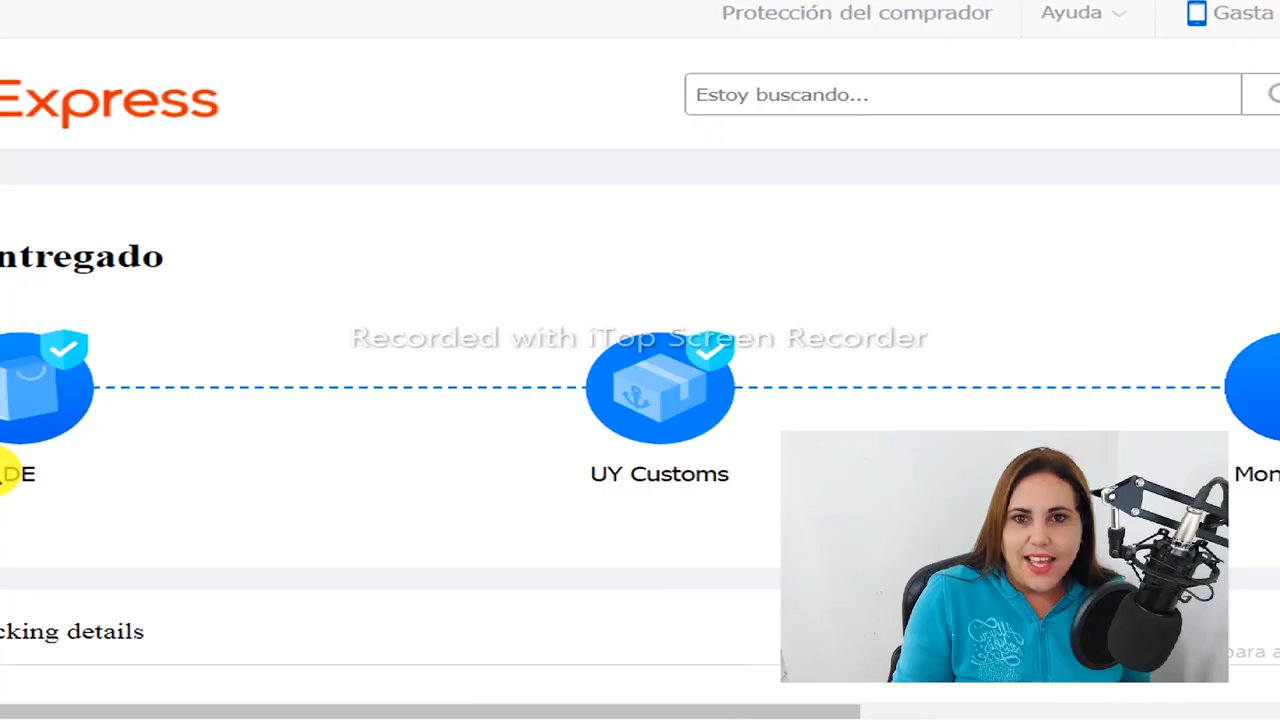 Protección del comprador
Ayuda
Gasta
Express
Estoy buscando...
ntregado
Recorded with iTop Screen Recorder
DE
UY Customs
Mon
cking details
para a